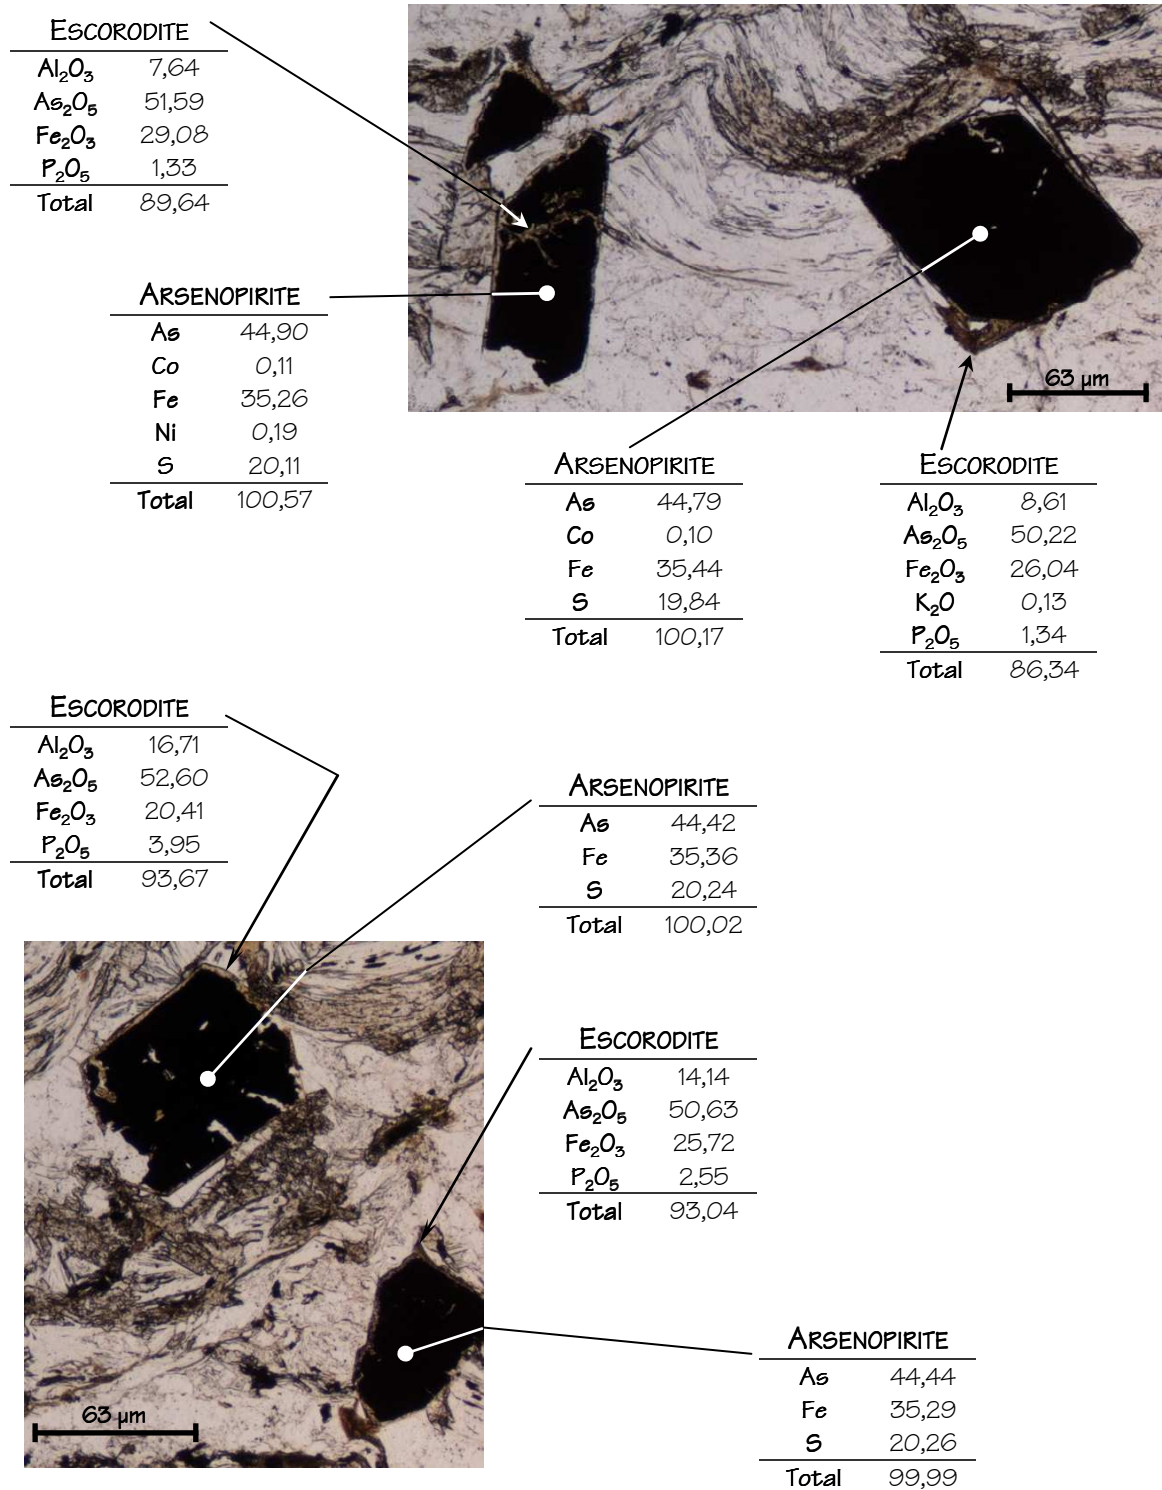 ESCORODITE
Al₂O₃ 7,64
As₂O₅ 51,59
Fe₂O₃ 29,08
P₂O₅ 1,33
Total 89,64
ARSENOPIRITE
As 44,90
Co 0,11
Fe 35,26
Ni 0,19
S 20,11
Total 100,57
63 µm
ARSENOPIRITE
As 44,79
Co 0,10
Fe 35,44
S 19,84
Total 100,17
ESCORODITE
Al₂O₃ 8,61
As₂O₅ 50,22
Fe₂O₃ 26,04
K₂O 0,13
P₂O₅ 1,34
Total 86,34
ESCORODITE
Al₂O₃ 16,71
As₂O₅ 52,60
Fe₂O₃ 20,41
P₂O₅ 3,95
Total 93,67
ARSENOPIRITE
As 44,42
Fe 35,36
S 20,24
Total 100,02
ESCORODITE
Al₂O₃ 14,14
As₂O₅ 50,63
Fe₂O₃ 25,72
P₂O₅ 2,55
Total 93,04
63 µm
ARSENOPIRITE
As 44,44
Fe 35,29
S 20,26
Total 99,99